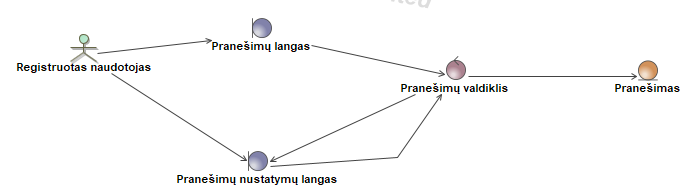 Pranešimų langas
Registruotas naudotojas
Pranešimų valdiklis
Pranešimas
Pranešimų nustatymų langas